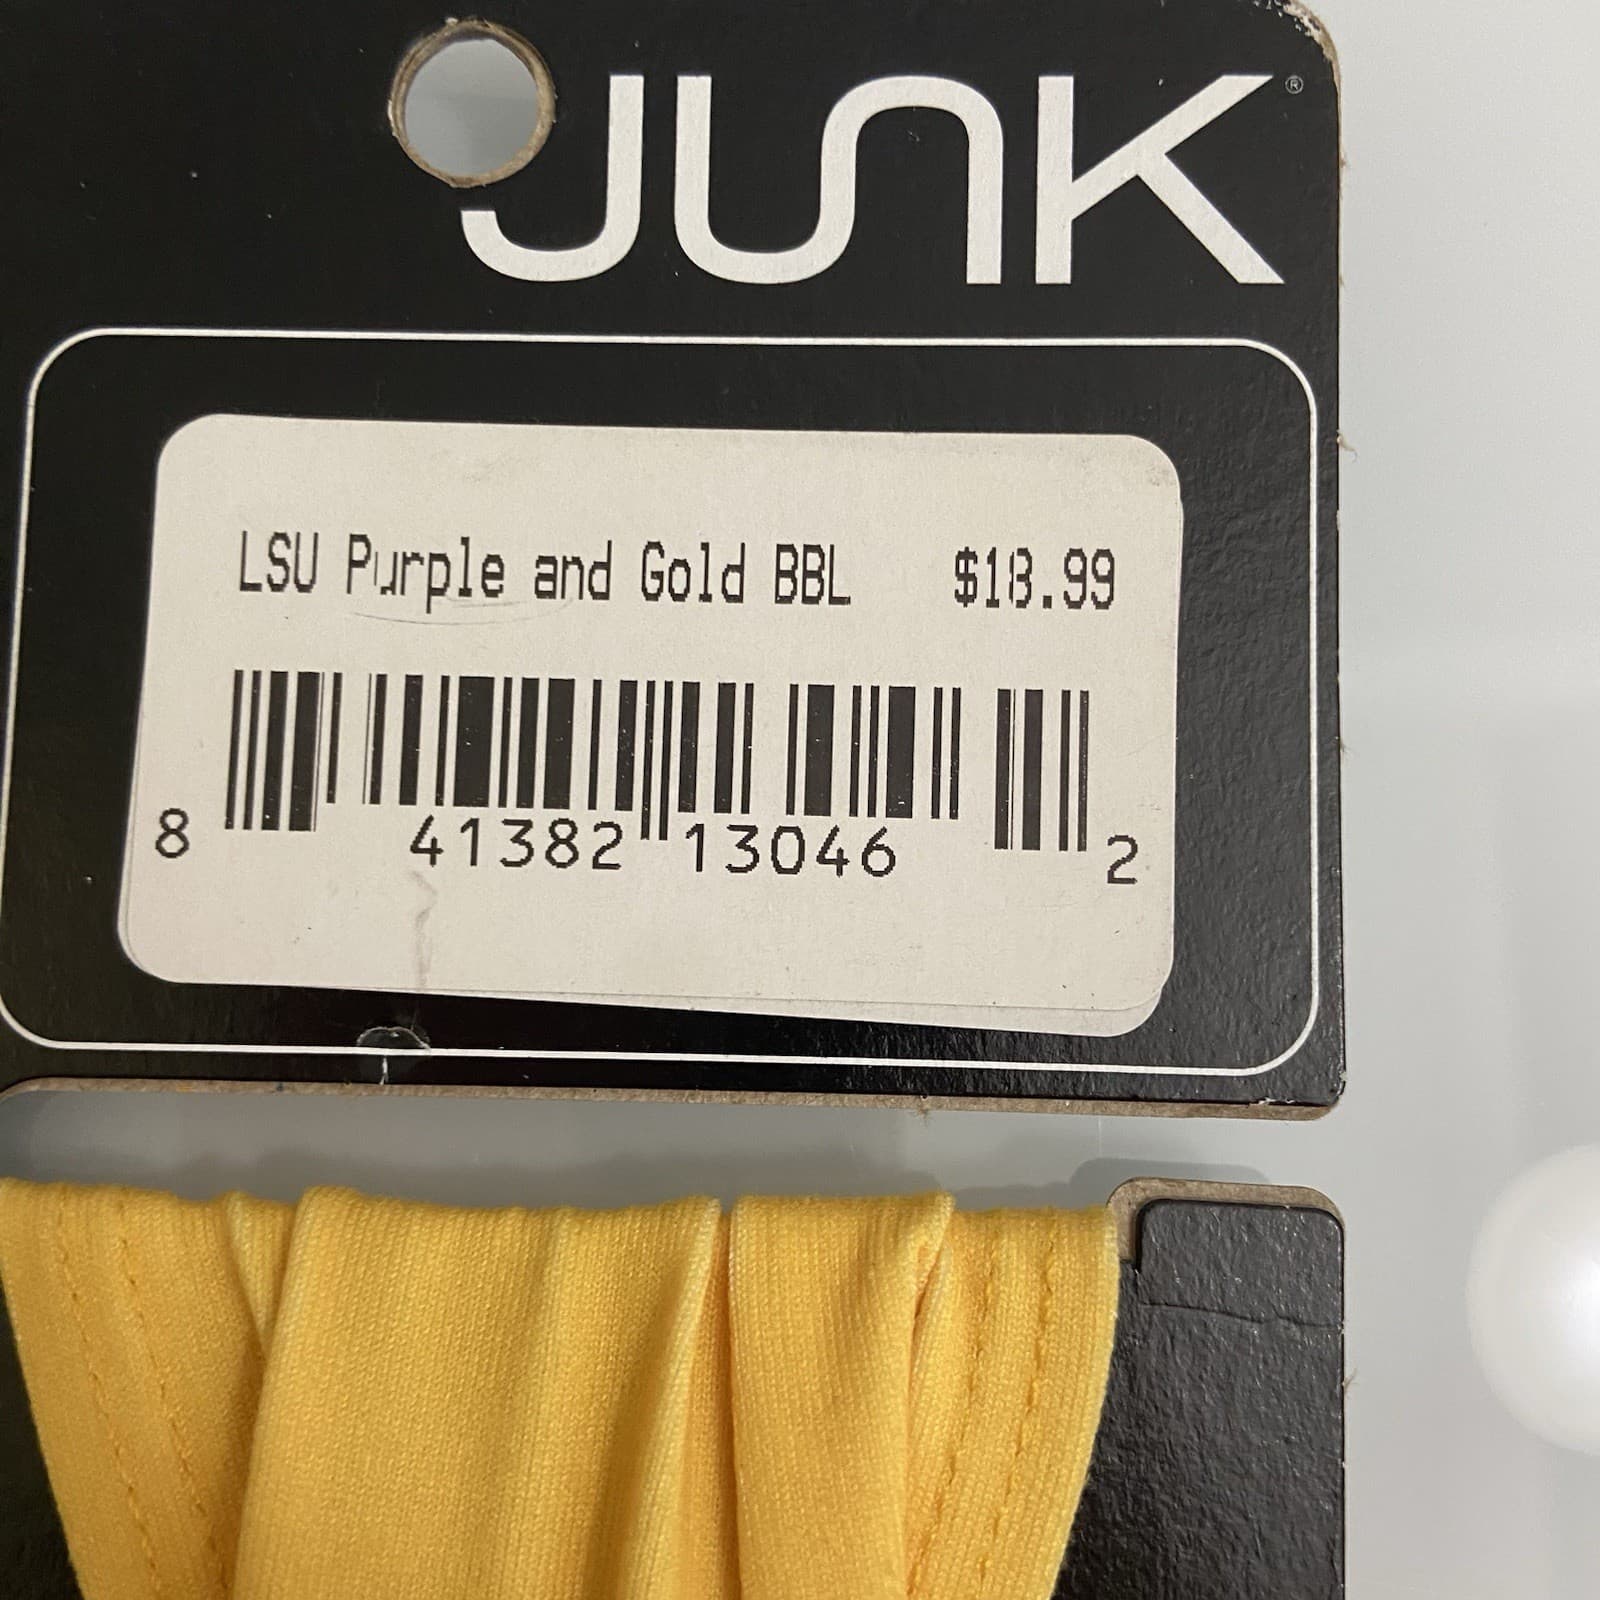 JUNK®
LSU Purple and Gold BBL $18.99
8 41382 13046 2